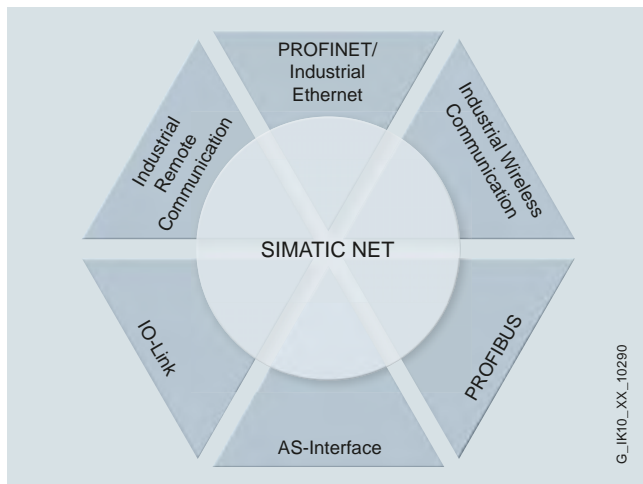 PROFINET/
Industrial
Ethernet
Industrial Wireless
Communication
PROFIBUS
AS-Interface
IO-Link
Industrial
Remote
Communication
SIMATIC NET
G_IK10_XX_10290